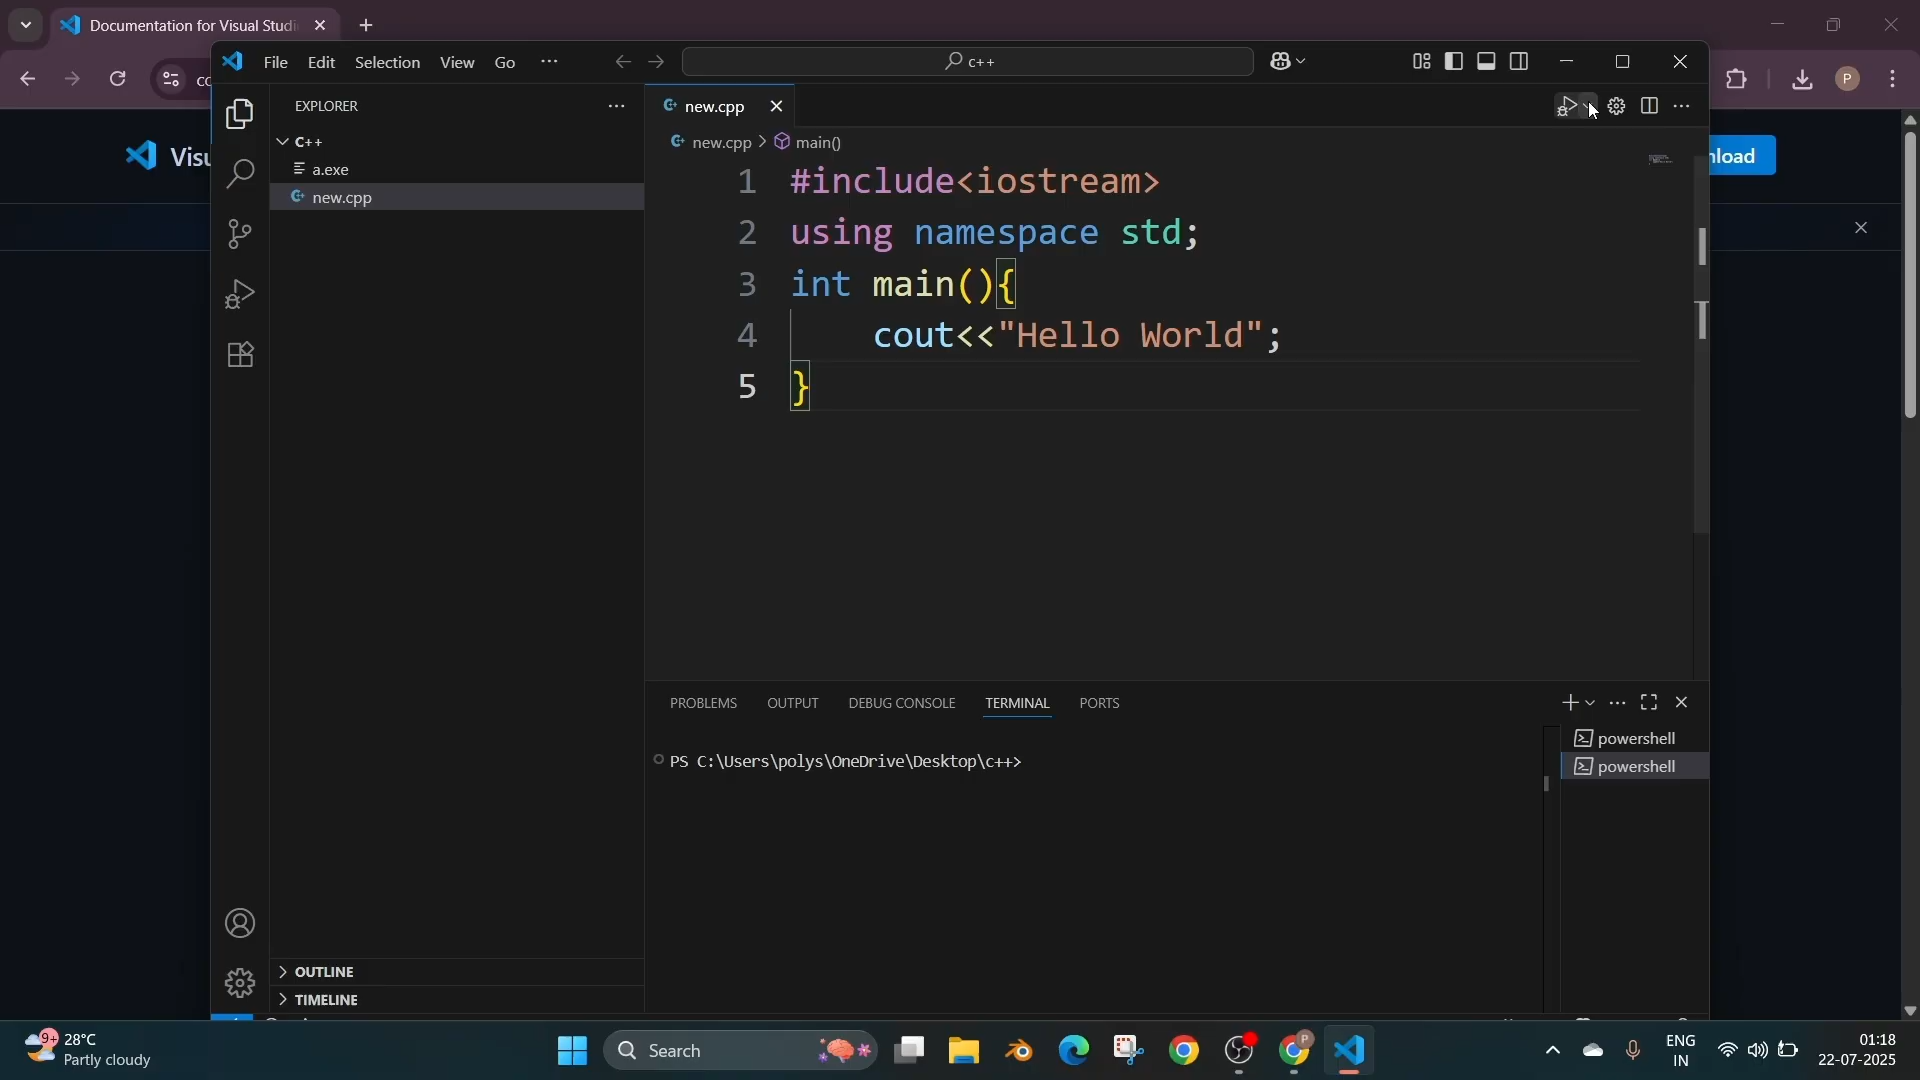 Documentation for Visual Studi
File Edit Selection View Go
c++
P
EXPLORER
new.cpp
C++
a.exe
new.cpp
new.cpp > main()
1 #include<iostream>
2 using namespace std;
3 int main(){
4 cout<<"Hello World";
5 }
PROBLEMS OUTPUT DEBUG CONSOLE TERMINAL PORTS
PS C:\Users\polys\OneDrive\Desktop\c++>
powershell
powershell
OUTLINE
TIMELINE
9+
28°C
Partly cloudy
Search
P
ENG
IN
01:18
22-07-2025